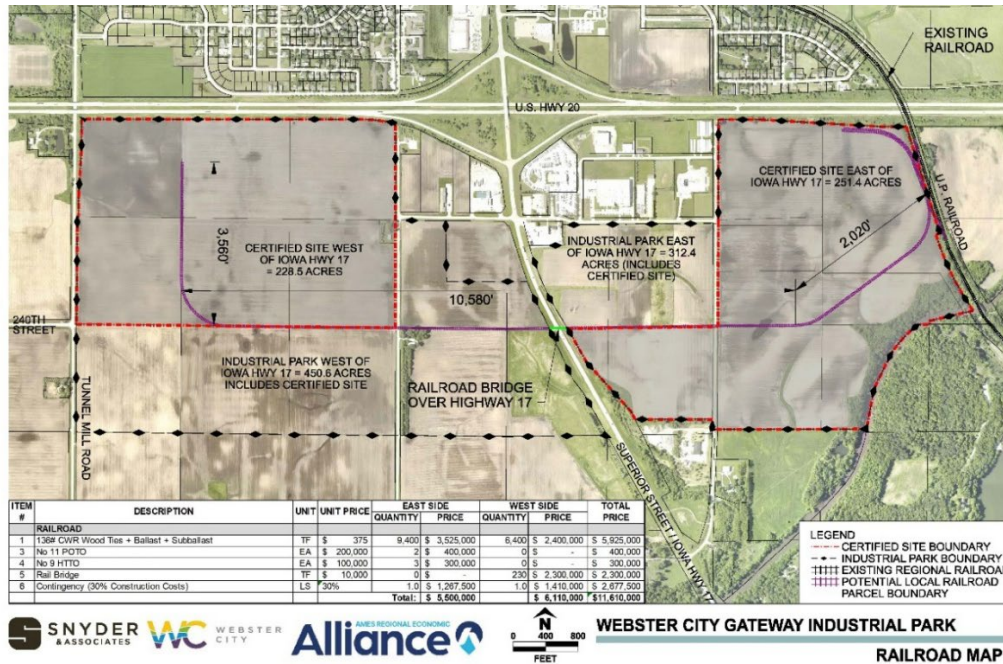 EXISTING
RAILROAD
U.S. HWY 20
CERTIFIED SITE EAST OF
IOWA HWY 17 = 251.4 ACRES
U.P. RAILROAD
3,560'
CERTIFIED SITE WEST
OF IOWA HWY 17
= 228.5 ACRES
INDUSTRIAL PARK EAST
OF IOWA HWY 17 = 312.4
ACRES (INCLUDES
CERTIFIED SITE)
2,020'
10,580'
240TH
STREET
INDUSTRIAL PARK WEST OF
IOWA HWY 17 = 450.6 ACRES
INCLUDES CERTIFIED SITE
RAILROAD BRIDGE
OVER HIGHWAY 17
TUNNEL MILL ROAD
SUPERIOR STREET / IOWA HWY 17
ITEM # DESCRIPTION UNIT UNIT PRICE EAST SIDE QUANTITY PRICE WEST SIDE QUANTITY PRICE TOTAL PRICE
RAILROAD
1 136# CWR Wood Ties + Ballast + Subballast TF $ 375 9,400 $ 3,525,000 6,400 $ 2,400,000 $ 5,925,000
3 No 11 POTO EA $ 200,000 2 $ 400,000 0 $ - $ 400,000
4 No 9 HTTO EA $ 100,000 3 $ 300,000 0 $ - $ 300,000
5 Rail Bridge TF $ 10,000 0 $ - 230 $ 2,300,000 $ 2,300,000
6 Contingency (30% Construction Costs) LS 30% 1.0 $ 1,267,500 1.0 $ 1,410,000 $ 2,677,500
Total: $ 5,500,000 $ 6,110,000 $11,610,000
LEGEND
CERTIFIED SITE BOUNDARY
INDUSTRIAL PARK BOUNDARY
EXISTING REGIONAL RAILROAD
POTENTIAL LOCAL RAILROAD
PARCEL BOUNDARY
S SNYDER
& ASSOCIATES
WC WEBSTER
CITY
AMES REGIONAL ECONOMIC
Alliance
N
0 400 800
FEET
WEBSTER CITY GATEWAY INDUSTRIAL PARK
RAILROAD MAP